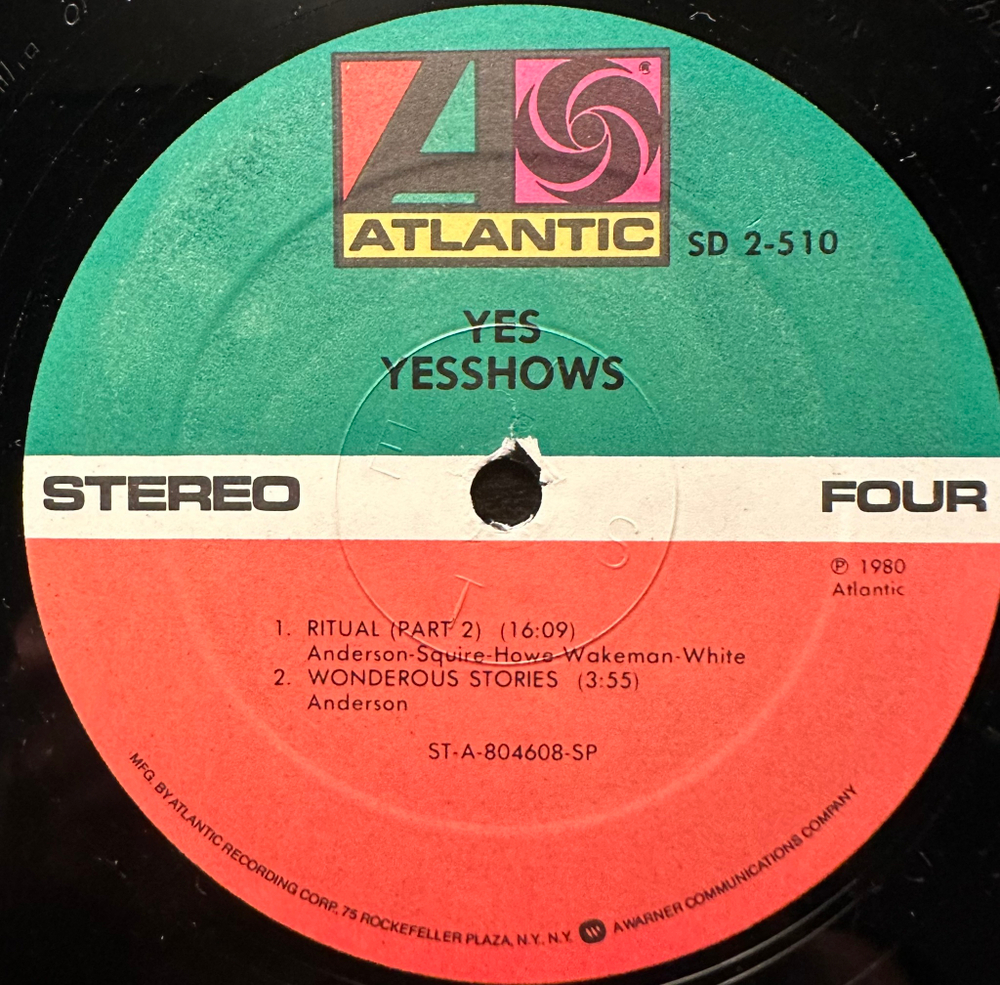 ATLANTIC
SD 2-510
YES
YESSHOWS
STEREO
FOUR
℗ 1980
Atlantic
1. RITUAL (PART 2) (16:09)
Anderson-Squire-Howe-Wakeman-White
2. WONDEROUS STORIES (3:55)
Anderson
ST-A-804608-SP
MFG. BY ATLANTIC RECORDING CORP., 75 ROCKEFELLER PLAZA, N.Y., N.Y. A WARNER COMMUNICATIONS COMPANY